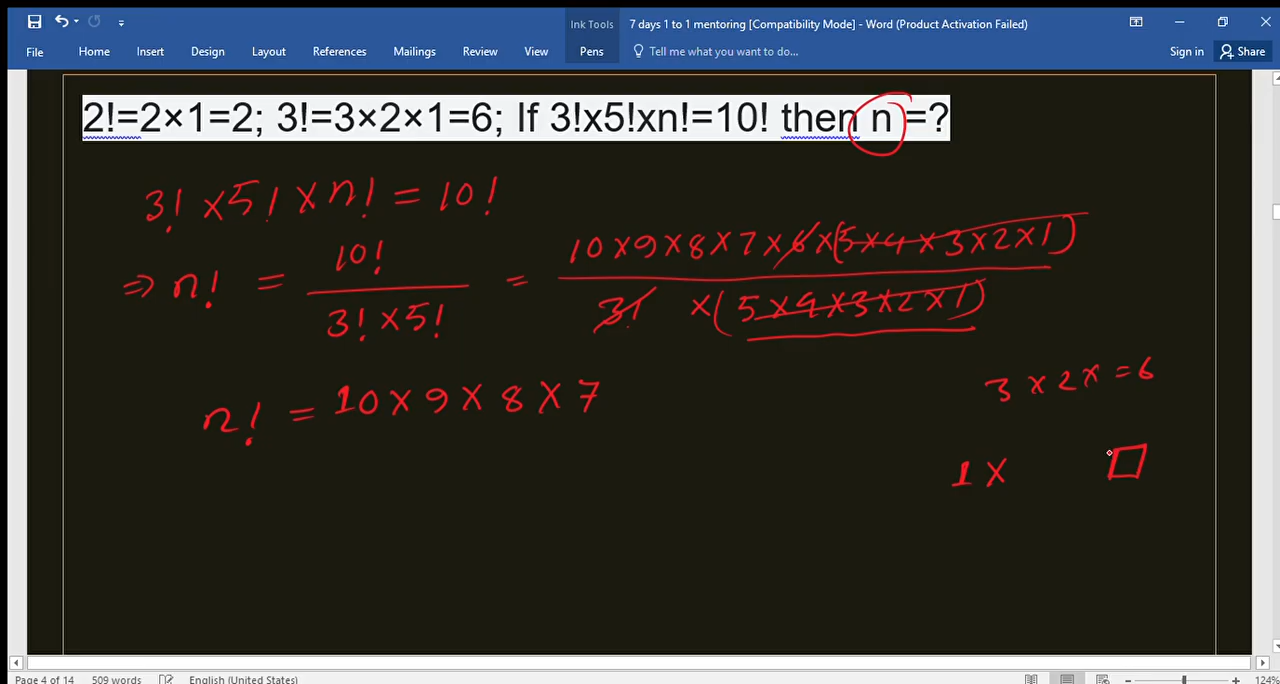 Ink Tools
7 days 1 to 1 mentoring [Compatibility Mode] - Word (Product Activation Failed)
File Home Insert Design Layout References Mailings Review View Pens Tell me what you want to do... Sign in Share
2!=2×1=2; 3!=3×2×1=6; If 3!x5!xn!=10! then n =?
3! × 5! × n! = 10!
⇒ n! = 10! / 3! × 5! = 10 × 9 × 8 × 7 × 6 × (5 × 4 × 3 × 2 × 1) / 3! × (5 × 4 × 3 × 2 × 1)
n! = 10 × 9 × 8 × 7
3 × 2 × = 6
1 ×
Page 4 of 14 509 words English (United States) 124%